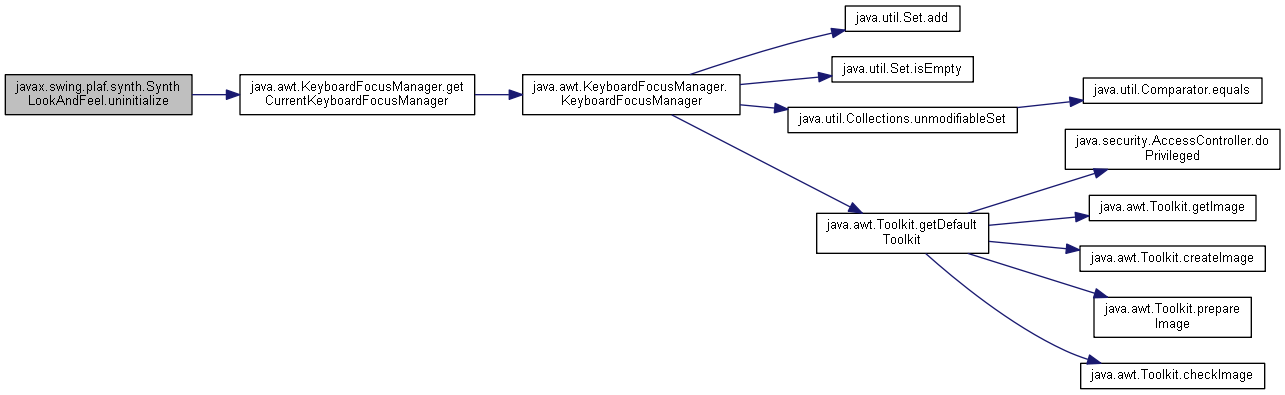 javax.swing.plaf.synth.Synth
LookAndFeel.uninitialize
java.awt.KeyboardFocusManager.get
CurrentKeyboardFocusManager
java.awt.KeyboardFocusManager.
KeyboardFocusManager
java.util.Set.add
java.util.Set.isEmpty
java.util.Collections.unmodifiableSet
java.util.Comparator.equals
java.awt.Toolkit.getDefault
Toolkit
java.security.AccessController.do
Privileged
java.awt.Toolkit.getImage
java.awt.Toolkit.createImage
java.awt.Toolkit.prepare
Image
java.awt.Toolkit.checkImage